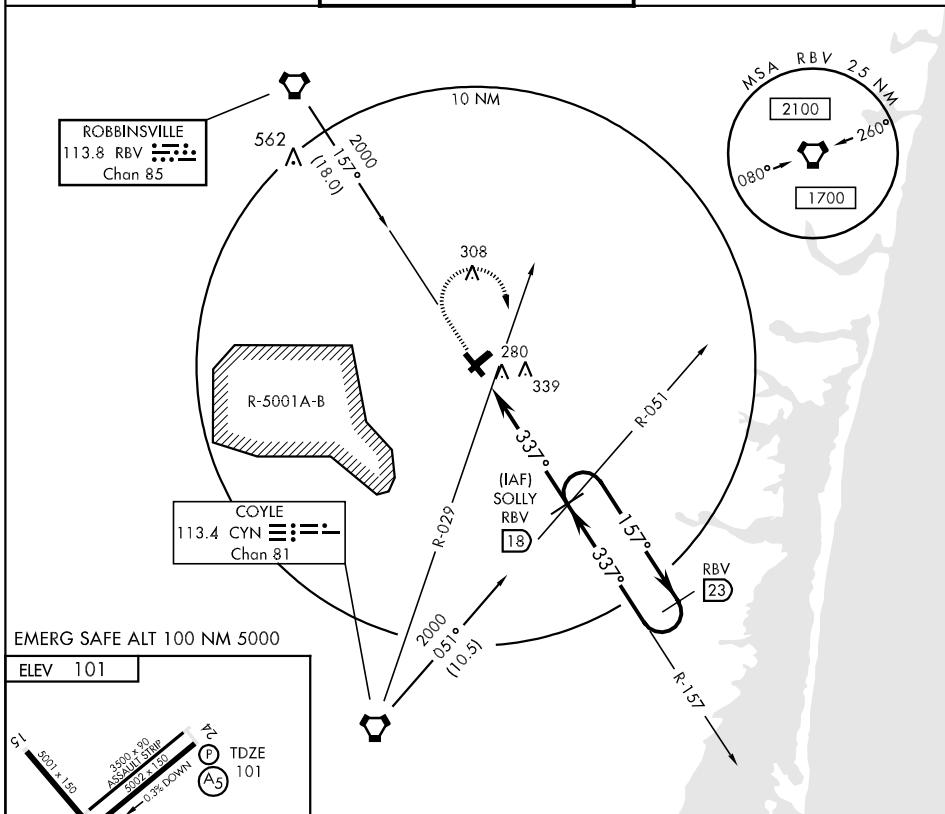 MSA RBV 25 NM
2100
260°
080°
1700
10 NM
ROBBINSVILLE
113.8 RBV
Chan 85
562
2000
157°
(18.0)
308
280
339
R-5001A-B
R-051
337°
(IAF)
SOLLY
RBV
18
157°
337°
RBV
23
R-029
COYLE
113.4 CYN
Chan 81
2000
051°
(10.5)
R-157
EMERG SAFE ALT 100 NM 5000
ELEV 101
15
5001 x 150
3500 x 90
ASSAULT STRIP
5002 x 150
0.3% DOWN
24
P
A5
TDZE
101